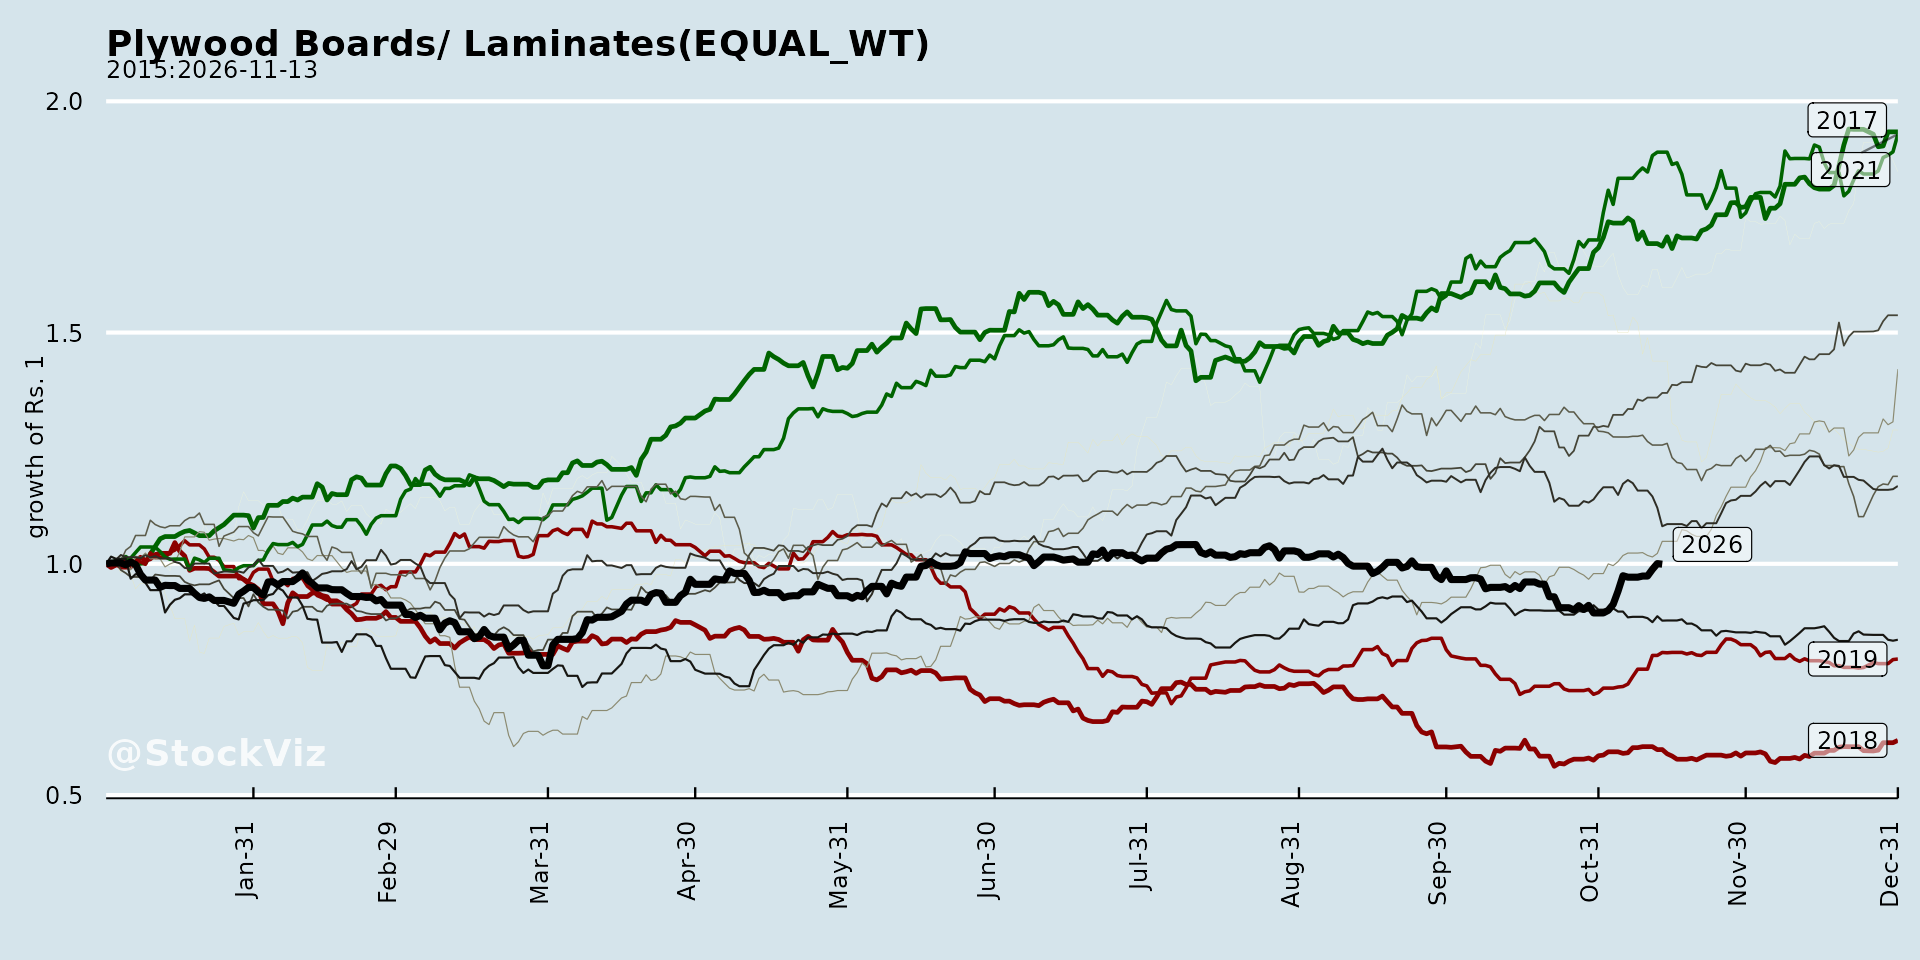 Plywood Boards/ Laminates(EQUAL_WT)
2015:2026-11-13
2.0
1.5
1.0
0.5
growth of Rs. 1
2017
2021
2026
2019
2018
@StockViz
Jan-31
Feb-29
Mar-31
Apr-30
May-31
Jun-30
Jul-31
Aug-31
Sep-30
Oct-31
Nov-30
Dec-31